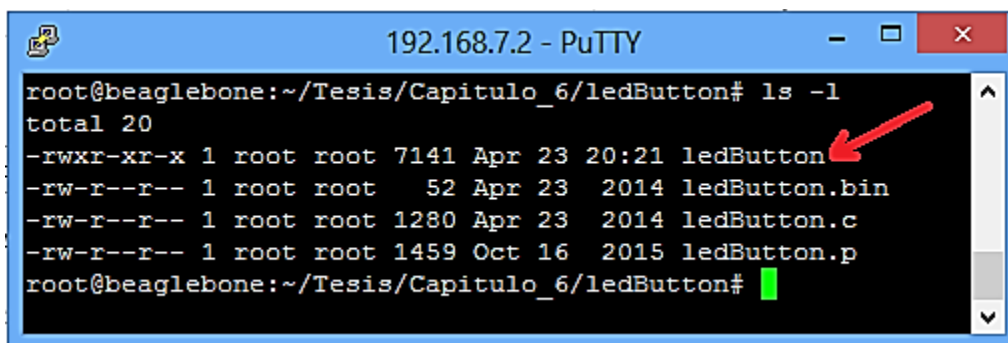 192.168.7.2 - PuTTY
root@beaglebone:~/Tesis/Capitulo_6/ledButton# ls -l
total 20
-rwxr-xr-x 1 root root 7141 Apr 23 20:21 ledButton
-rw-r--r-- 1 root root   52 Apr 23  2014 ledButton.bin
-rw-r--r-- 1 root root 1280 Apr 23  2014 ledButton.c
-rw-r--r-- 1 root root 1459 Oct 16  2015 ledButton.p
root@beaglebone:~/Tesis/Capitulo_6/ledButton#